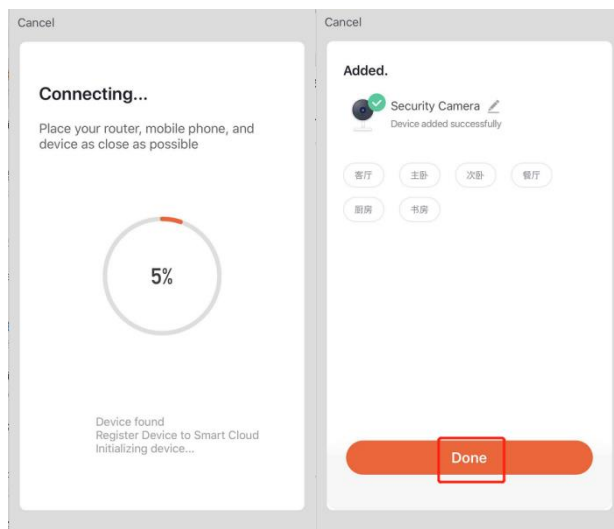 Cancel
Connecting...
Place your router, mobile phone, and
device as close as possible
5%
Device found
Register Device to Smart Cloud
Initializing device...
Cancel
Added.
Security Camera
Device added successfully
客厅 主卧 次卧 餐厅
厨房 书房
Done